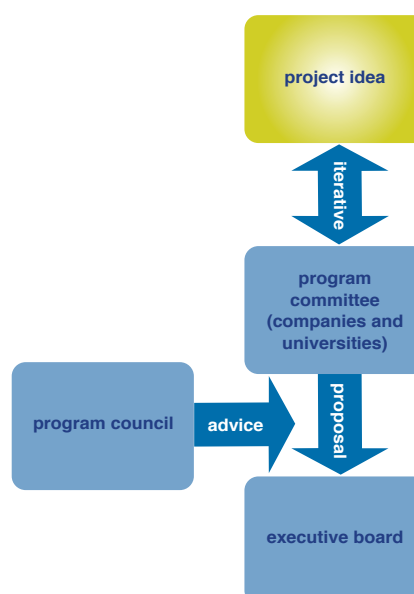 project idea
iterative
program
committee
(companies and
universities)
program council
advice
proposal
executive board